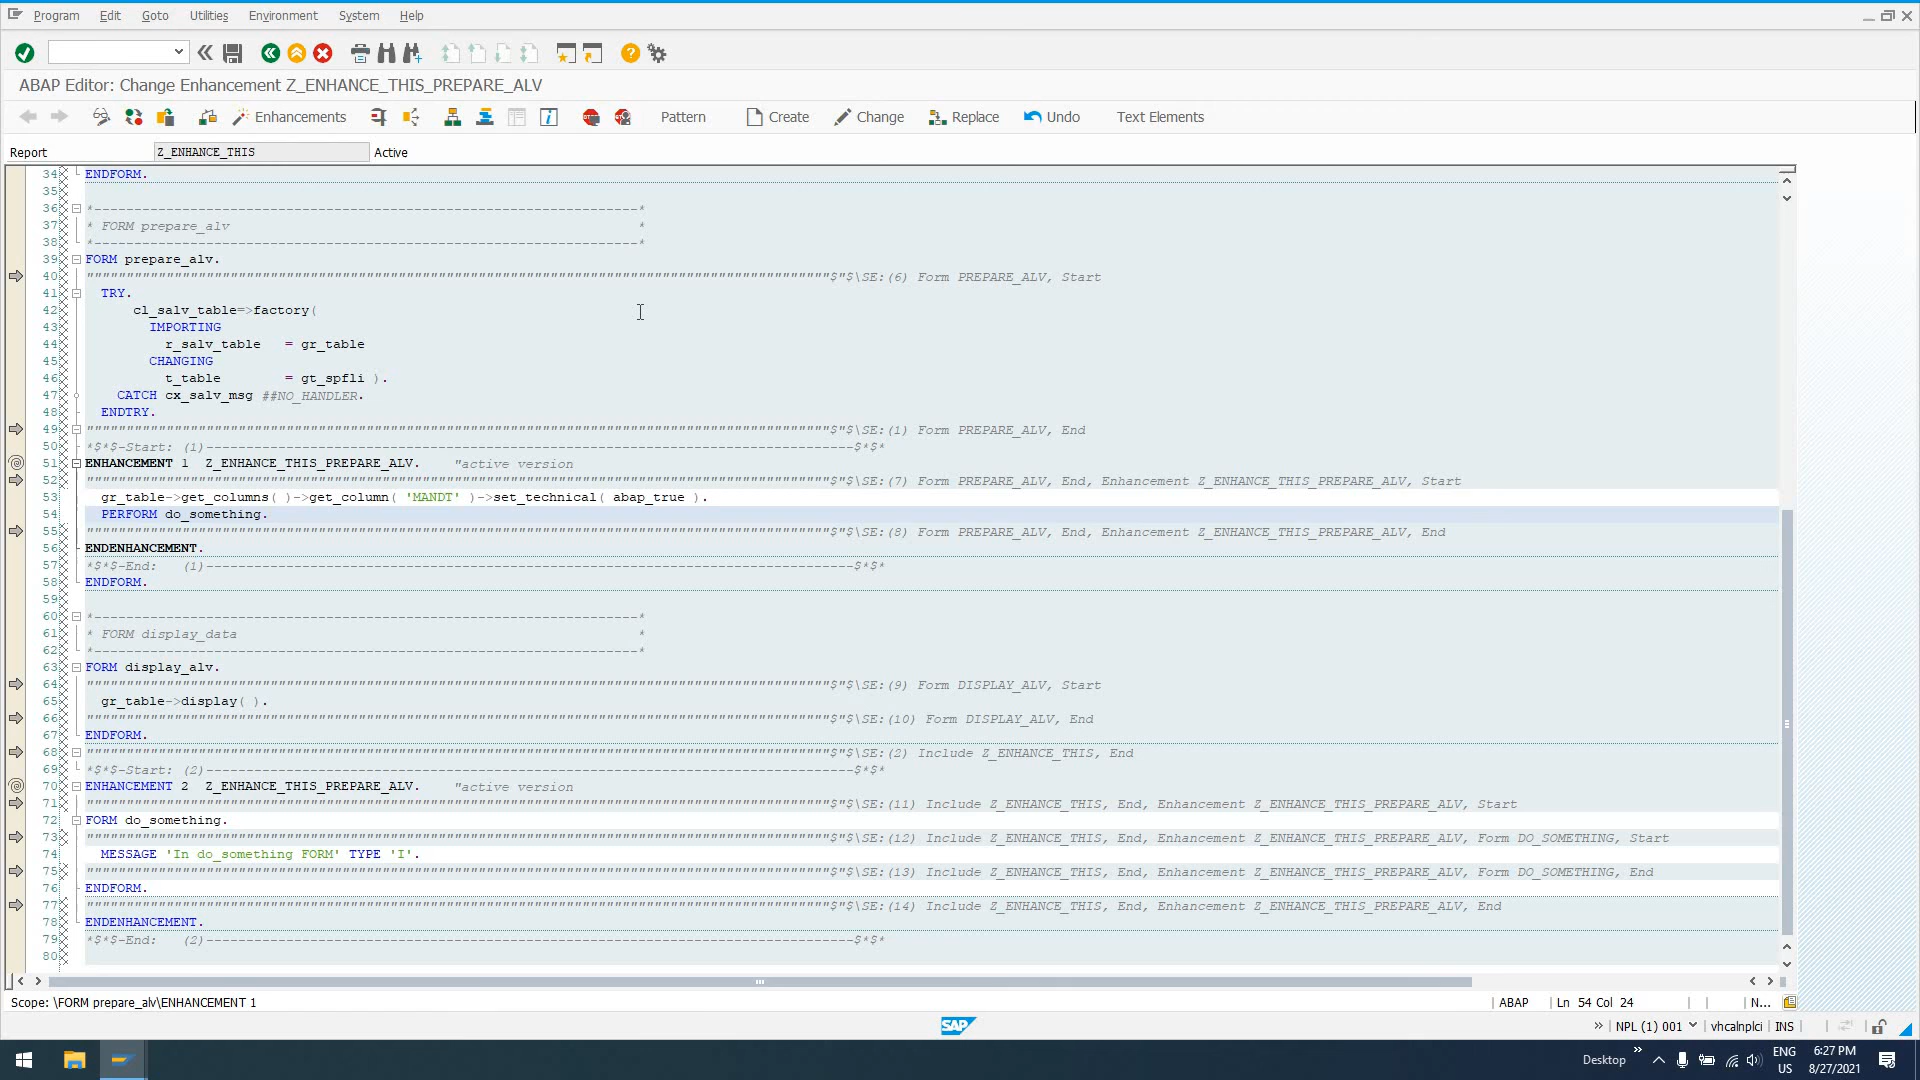 Program Edit Goto Utilities Environment System Help
ABAP Editor: Change Enhancement Z_ENHANCE_THIS_PREPARE_ALV
Enhancements Pattern Create Change Replace Undo Text Elements
Report Z_ENHANCE_THIS Active
34 ENDFORM.
35
36 *--------------------------------------------------------------------*
37 * FORM prepare_alv *
38 *--------------------------------------------------------------------*
39 FORM prepare_alv.
40 """"""""""""""""""""""""""""""""""""""""""""""""""""""""""""""""""""""""""""""""""""""""""""$"$\SE:(6) Form PREPARE_ALV, Start
41 TRY.
42 cl_salv_table=>factory(
43 IMPORTING
44 r_salv_table = gr_table
45 CHANGING
46 t_table = gt_spfli ).
47 CATCH cx_salv_msg ##NO_HANDLER.
48 ENDTRY.
49 """"""""""""""""""""""""""""""""""""""""""""""""""""""""""""""""""""""""""""""""""""""""""""$"$\SE:(1) Form PREPARE_ALV, End
50 *$*$-Start: (1)---------------------------------------------------------------------------------$*$*
51 ENHANCEMENT 1 Z_ENHANCE_THIS_PREPARE_ALV. "active version
52 """"""""""""""""""""""""""""""""""""""""""""""""""""""""""""""""""""""""""""""""""""""""""""$"$\SE:(7) Form PREPARE_ALV, End, Enhancement Z_ENHANCE_THIS_PREPARE_ALV, Start
53 gr_table->get_columns( )->get_column( 'MANDT' )->set_technical( abap_true ).
54 PERFORM do_something.
55 """"""""""""""""""""""""""""""""""""""""""""""""""""""""""""""""""""""""""""""""""""""""""""$"$\SE:(8) Form PREPARE_ALV, End, Enhancement Z_ENHANCE_THIS_PREPARE_ALV, End
56 ENDENHANCEMENT.
57 *$*$-End: (1)---------------------------------------------------------------------------------$*$*
58 ENDFORM.
59
60 *--------------------------------------------------------------------*
61 * FORM display_data *
62 *--------------------------------------------------------------------*
63 FORM display_alv.
64 """"""""""""""""""""""""""""""""""""""""""""""""""""""""""""""""""""""""""""""""""""""""""""$"$\SE:(9) Form DISPLAY_ALV, Start
65 gr_table->display( ).
66 """"""""""""""""""""""""""""""""""""""""""""""""""""""""""""""""""""""""""""""""""""""""""""$"$\SE:(10) Form DISPLAY_ALV, End
67 ENDFORM.
68 """"""""""""""""""""""""""""""""""""""""""""""""""""""""""""""""""""""""""""""""""""""""""""$"$\SE:(2) Include Z_ENHANCE_THIS, End
69 *$*$-Start: (2)---------------------------------------------------------------------------------$*$*
70 ENHANCEMENT 2 Z_ENHANCE_THIS_PREPARE_ALV. "active version
71 """"""""""""""""""""""""""""""""""""""""""""""""""""""""""""""""""""""""""""""""""""""""""""$"$\SE:(11) Include Z_ENHANCE_THIS, End, Enhancement Z_ENHANCE_THIS_PREPARE_ALV, Start
72 FORM do_something.
73 """"""""""""""""""""""""""""""""""""""""""""""""""""""""""""""""""""""""""""""""""""""""""""$"$\SE:(12) Include Z_ENHANCE_THIS, End, Enhancement Z_ENHANCE_THIS_PREPARE_ALV, Form DO_SOMETHING, Start
74 MESSAGE 'In do_something FORM' TYPE 'I'.
75 """"""""""""""""""""""""""""""""""""""""""""""""""""""""""""""""""""""""""""""""""""""""""""$"$\SE:(13) Include Z_ENHANCE_THIS, End, Enhancement Z_ENHANCE_THIS_PREPARE_ALV, Form DO_SOMETHING, End
76 ENDFORM.
77 """"""""""""""""""""""""""""""""""""""""""""""""""""""""""""""""""""""""""""""""""""""""""""$"$\SE:(14) Include Z_ENHANCE_THIS, End, Enhancement Z_ENHANCE_THIS_PREPARE_ALV, End
78 ENDENHANCEMENT.
79 *$*$-End: (2)---------------------------------------------------------------------------------$*$*
80
Scope: \FORM prepare_alv\ENHANCEMENT 1 ABAP Ln 54 Col 24 N...
SAP » NPL (1) 001 vhcalnplci INS
Desktop » ENG US 6:27 PM 8/27/2021